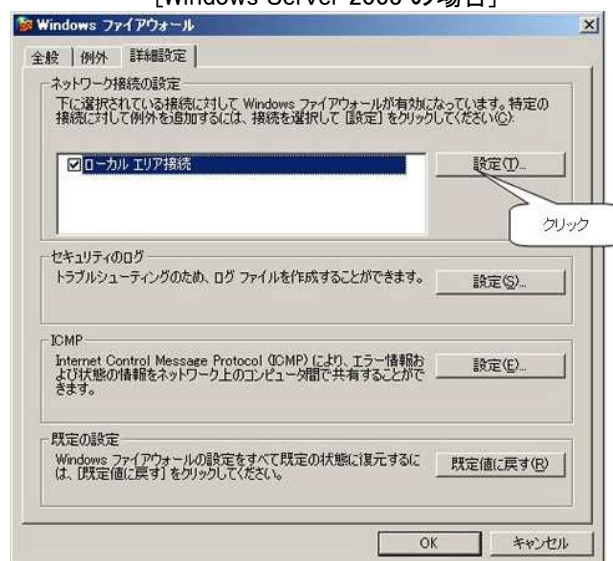 [Windows Server 2003 の場合]
Windows ファイアウォール
全般 例外 詳細設定
ネットワーク接続の設定
下に選択されている接続に対して Windows ファイアウォールが有効になっています。特定の
接続に対して例外を追加するには、接続を選択して [設定] をクリックしてください(C):
ローカル エリア接続
設定(T)...
クリック
セキュリティのログ
トラブルシューティングのため、ログ ファイルを作成することができます。
設定(S)...
ICMP
Internet Control Message Protocol (ICMP) により、エラー情報お
よび状態の情報をネットワーク上のコンピュータ間で共有することがで
きます。
設定(E)...
既定の設定
Windows ファイアウォールの設定をすべて既定の状態に復元するに
は、[既定値に戻す] をクリックしてください。
既定値に戻す(R)
OK キャンセル